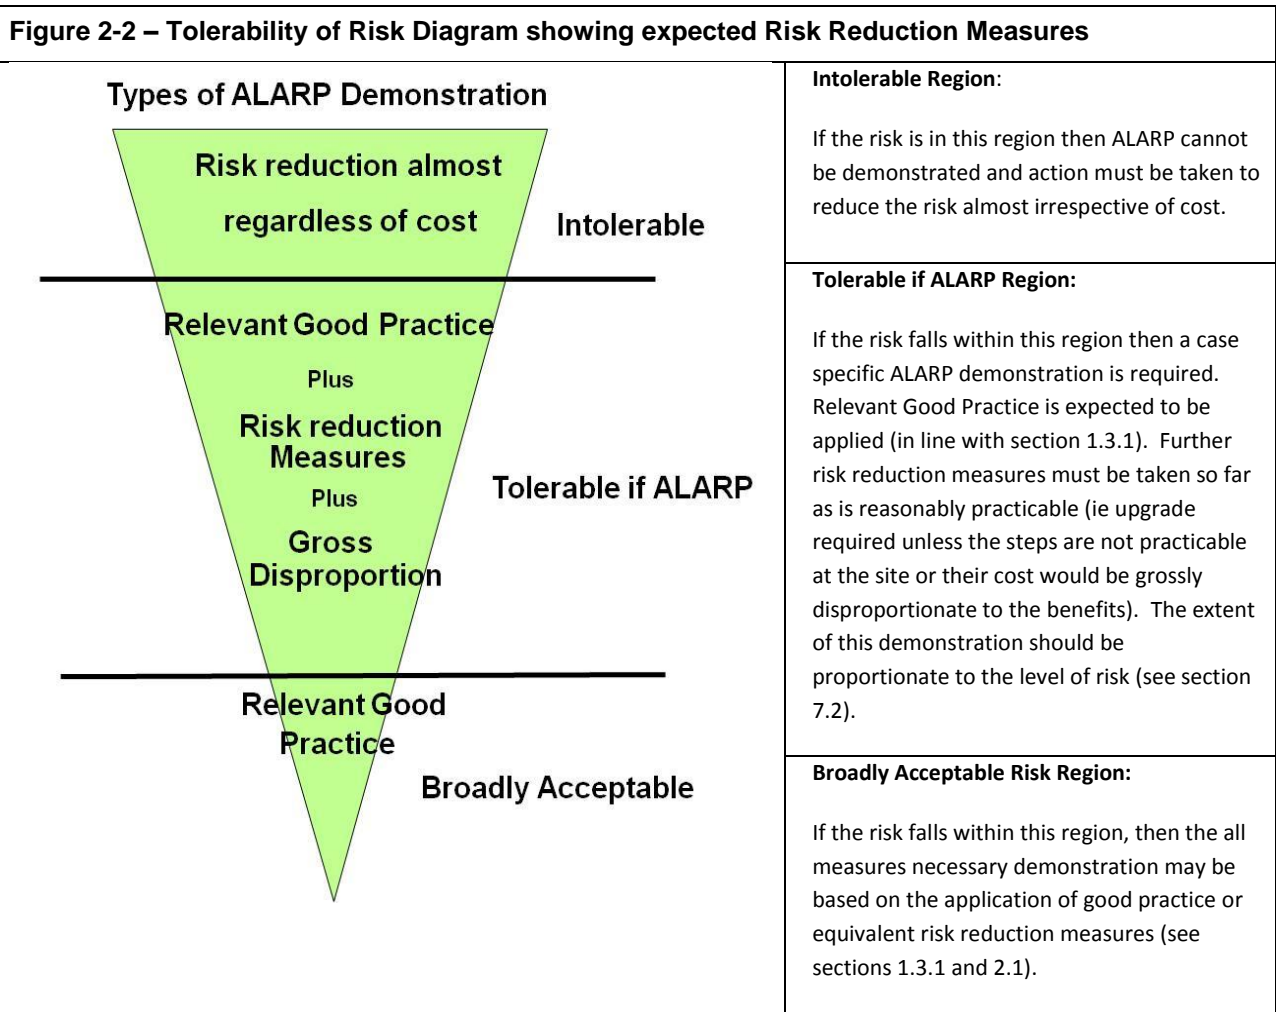 Figure 2-2 – Tolerability of Risk Diagram showing expected Risk Reduction Measures
Types of ALARP Demonstration
Risk reduction almost
regardless of cost
Intolerable
Relevant Good Practice
Plus
Risk reduction
Measures
Plus
Gross
Disproportion
Tolerable if ALARP
Relevant Good
Practice
Broadly Acceptable
Intolerable Region:
If the risk is in this region then ALARP cannot
be demonstrated and action must be taken to
reduce the risk almost irrespective of cost.
Tolerable if ALARP Region:
If the risk falls within this region then a case
specific ALARP demonstration is required.
Relevant Good Practice is expected to be
applied (in line with section 1.3.1).  Further
risk reduction measures must be taken so far
as is reasonably practicable (ie upgrade
required unless the steps are not practicable
at the site or their cost would be grossly
disproportionate to the benefits).  The extent
of this demonstration should be
proportionate to the level of risk (see section
7.2).
Broadly Acceptable Risk Region:
If the risk falls within this region, then the all
measures necessary demonstration may be
based on the application of good practice or
equivalent risk reduction measures (see
sections 1.3.1 and 2.1).